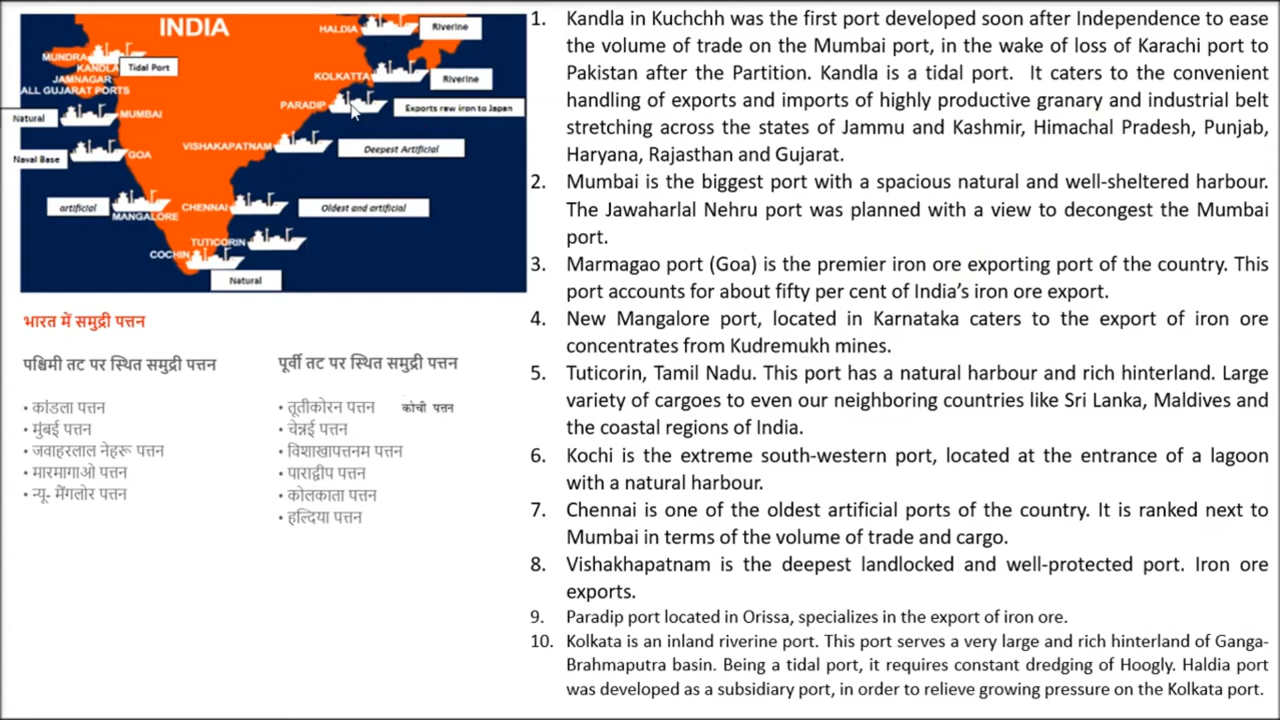 INDIA
HALDIA
Riverine
MUNDRA
KANDLA
Tidal Port
JAMNAGAR
ALL GUJARAT PORTS
KOLKATTA
Riverine
PARADIP
Exports raw iron to Japan
Natural
MUMBAI
VISHAKAPATNAM
Deepest Artificial
Naval Base
GOA
artificial
MANGALORE
CHENNAI
Oldest and artificial
TUTICORIN
COCHIN
Natural
भारत में समुद्री पत्तन
पश्चिमी तट पर स्थित समुद्री पत्तन
• कांडला पत्तन
• मुंबई पत्तन
• जवाहरलाल नेहरू पत्तन
• मारमागाओ पत्तन
• न्यू- मैंगलोर पत्तन
पूर्वी तट पर स्थित समुद्री पत्तन
• तूतीकोरन पत्तन कोची पत्तन
• चेन्नई पत्तन
• विशाखापत्तनम पत्तन
• पाराद्वीप पत्तन
• कोलकाता पत्तन
• हल्दिया पत्तन
1. Kandla in Kuchchh was the first port developed soon after Independence to ease
the volume of trade on the Mumbai port, in the wake of loss of Karachi port to
Pakistan after the Partition. Kandla is a tidal port. It caters to the convenient
handling of exports and imports of highly productive granary and industrial belt
stretching across the states of Jammu and Kashmir, Himachal Pradesh, Punjab,
Haryana, Rajasthan and Gujarat.
2. Mumbai is the biggest port with a spacious natural and well-sheltered harbour.
The Jawaharlal Nehru port was planned with a view to decongest the Mumbai
port.
3. Marmagao port (Goa) is the premier iron ore exporting port of the country. This
port accounts for about fifty per cent of India’s iron ore export.
4. New Mangalore port, located in Karnataka caters to the export of iron ore
concentrates from Kudremukh mines.
5. Tuticorin, Tamil Nadu. This port has a natural harbour and rich hinterland. Large
variety of cargoes to even our neighboring countries like Sri Lanka, Maldives and
the coastal regions of India.
6. Kochi is the extreme south-western port, located at the entrance of a lagoon
with a natural harbour.
7. Chennai is one of the oldest artificial ports of the country. It is ranked next to
Mumbai in terms of the volume of trade and cargo.
8. Vishakhapatnam is the deepest landlocked and well-protected port. Iron ore
exports.
9. Paradip port located in Orissa, specializes in the export of iron ore.
10. Kolkata is an inland riverine port. This port serves a very large and rich hinterland of Ganga-
Brahmaputra basin. Being a tidal port, it requires constant dredging of Hoogly. Haldia port
was developed as a subsidiary port, in order to relieve growing pressure on the Kolkata port.